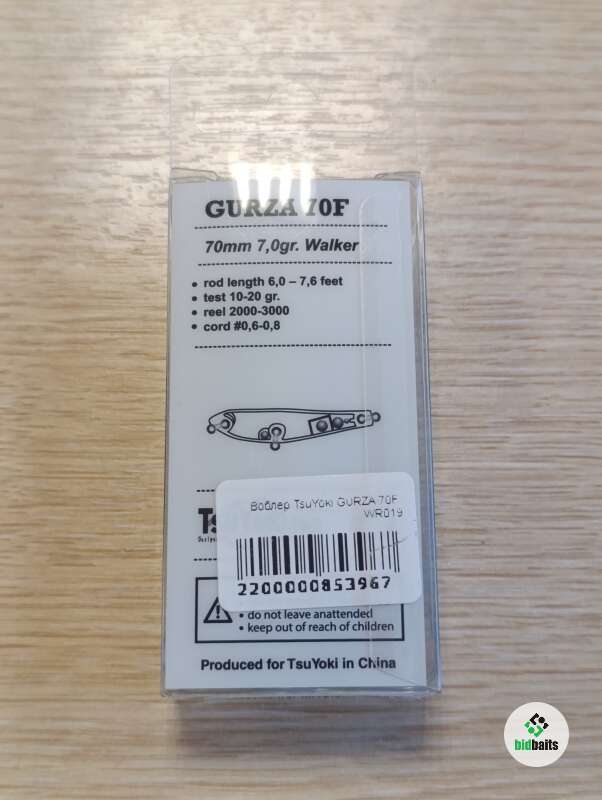 GURZA 70F
70mm 7,0gr. Walker
• rod length 6,0 – 7,6 feet
• test 10-20 gr.
• reel 2000-3000
• cord #0,6-0,8
Воблер TsuYoki GURZA 70F
WR019
2200000853967
• do not leave anattended
• keep out of reach of children
Produced for TsuYoki in China
bidbaits